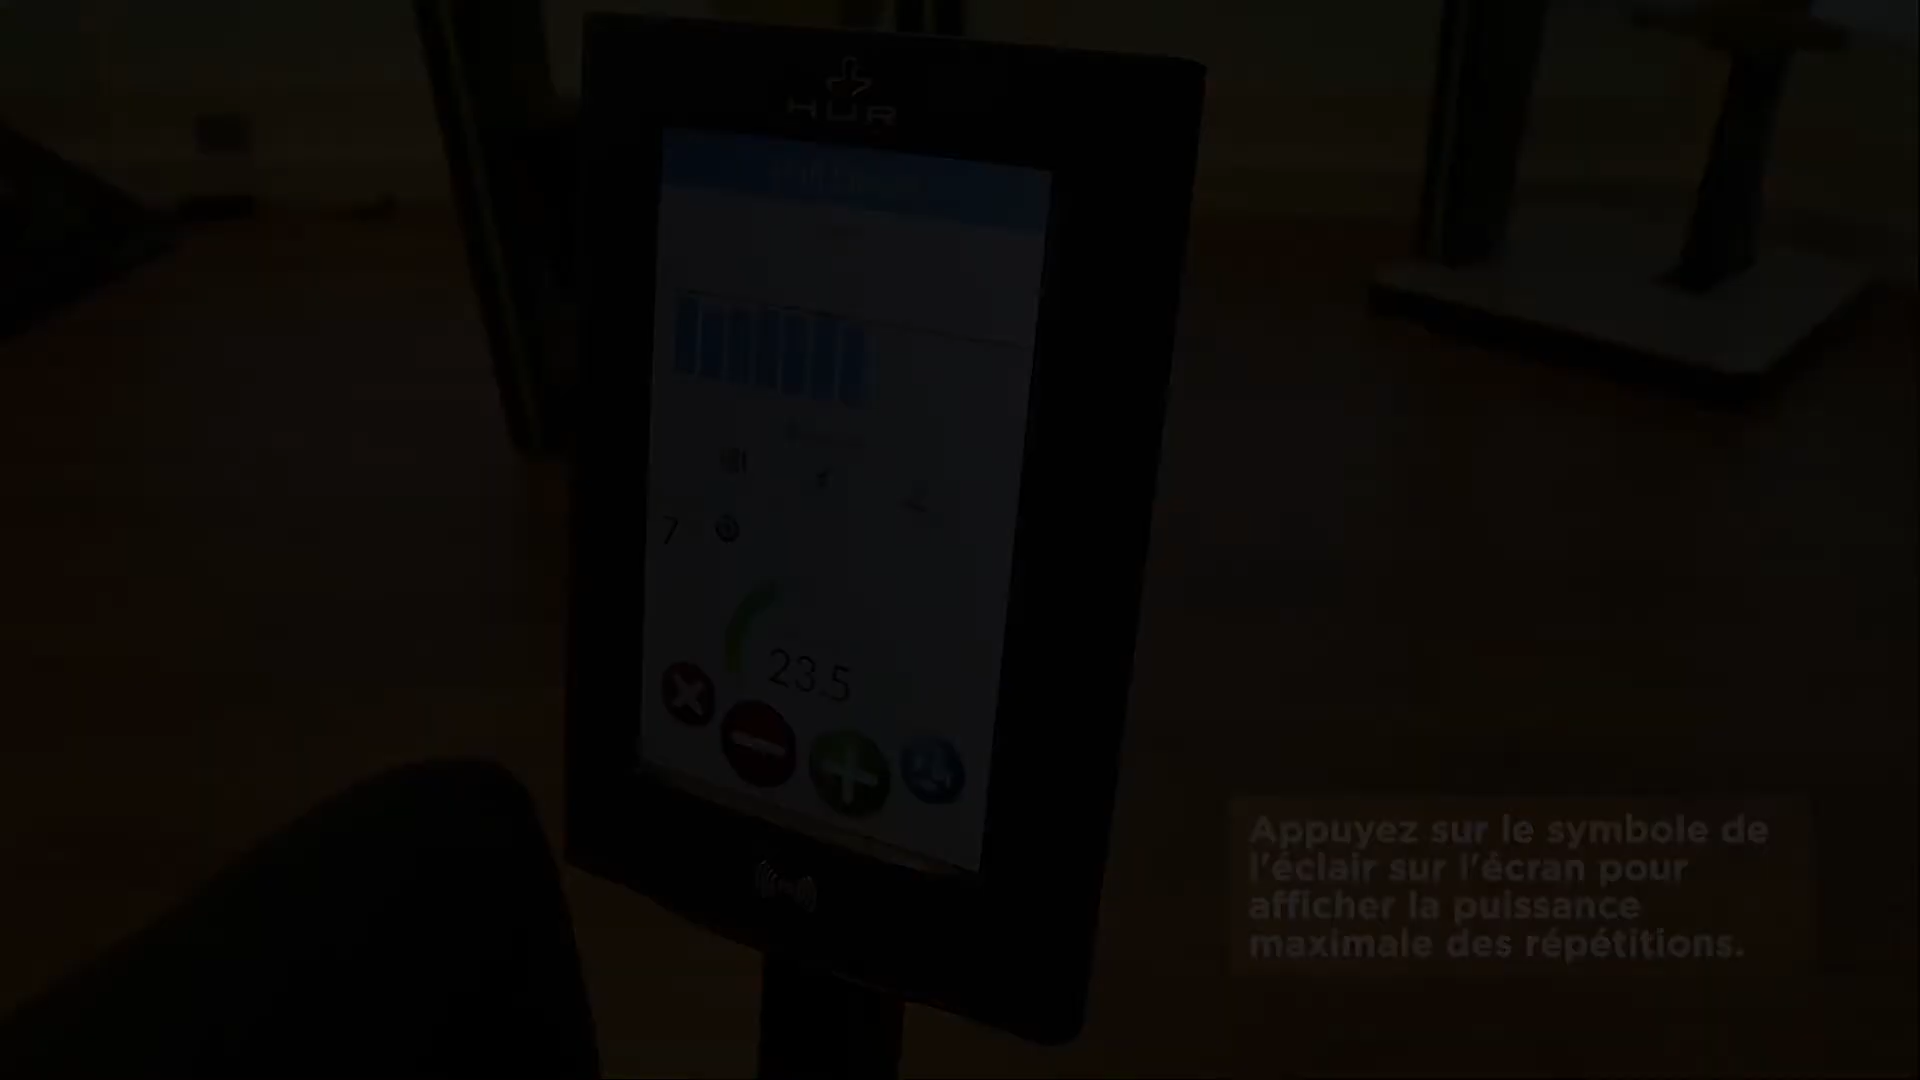 HUR
7
23.5
Appuyez sur le symbole de
l'éclair sur l'écran pour
afficher la puissance
maximale des répétitions.